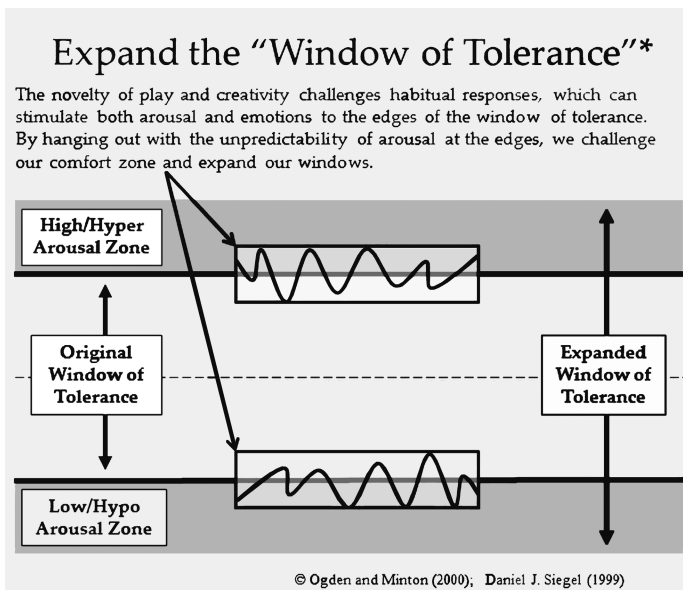 Expand the “Window of Tolerance”*
The novelty of play and creativity challenges habitual responses, which can
stimulate both arousal and emotions to the edges of the window of tolerance.
By hanging out with the unpredictability of arousal at the edges, we challenge
our comfort zone and expand our windows.
High/Hyper
Arousal Zone
Original
Window of
Tolerance
Expanded
Window of
Tolerance
Low/Hypo
Arousal Zone
© Ogden and Minton (2000); Daniel J. Siegel (1999)